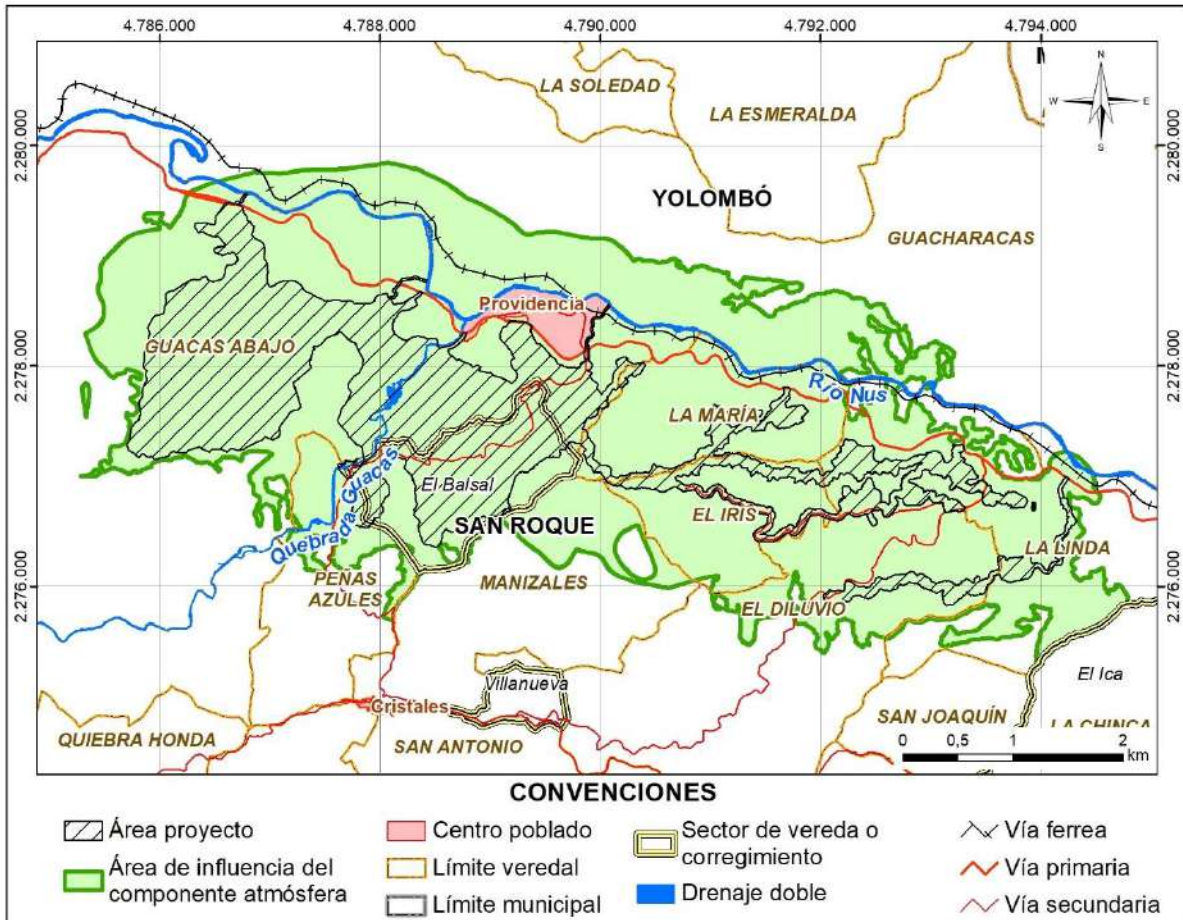 4.786.000 4.788.000 4.790.000 4.792.000 4.794.000
N
W E
S
LA SOLEDAD
LA ESMERALDA
2.280.000 2.280.000
YOLOMBÓ
GUACHARACAS
Providencia
GUACAS ABAJO
2.278.000 2.278.000
Río Nus
LA MARÍA
Quebrada Guacas
El Balsal
EL IRIS
SAN ROQUE
LA LINDA
PEÑAS
AZULES
MANIZALES
2.276.000 2.276.000
EL DILUVIO
Villanueva
El Ica
Cristales
SAN JOAQUÍN
LA CHINCA
QUIEBRA HONDA
SAN ANTONIO
0 0,5 1 2
km
CONVENCIONES
Área proyecto
Área de influencia del
componente atmósfera
Centro poblado
Límite veredal
Límite municipal
Sector de vereda o
corregimiento
Drenaje doble
Vía ferrea
Vía primaria
Vía secundaria